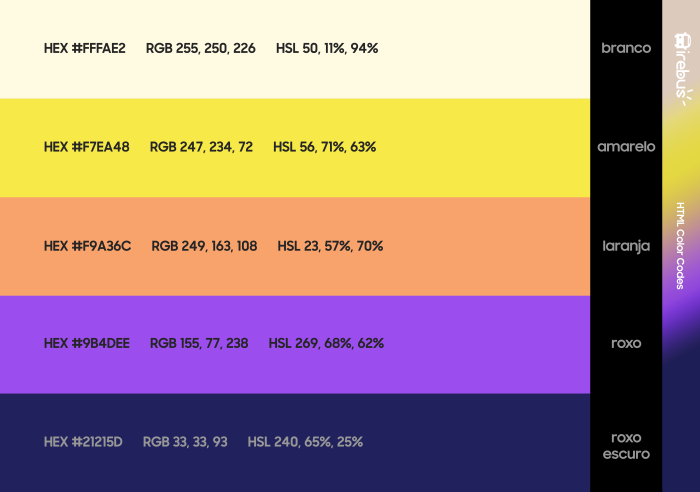 HEX #FFFAE2 RGB 255, 250, 226 HSL 50, 11%, 94% branco
HEX #F7EA48 RGB 247, 234, 72 HSL 56, 71%, 63% amarelo
HEX #F9A36C RGB 249, 163, 108 HSL 23, 57%, 70% laranja
HEX #9B4DEE RGB 155, 77, 238 HSL 269, 68%, 62% roxo
HEX #21215D RGB 33, 33, 93 HSL 240, 65%, 25% roxo
escuro
irebus
HTML Color Codes